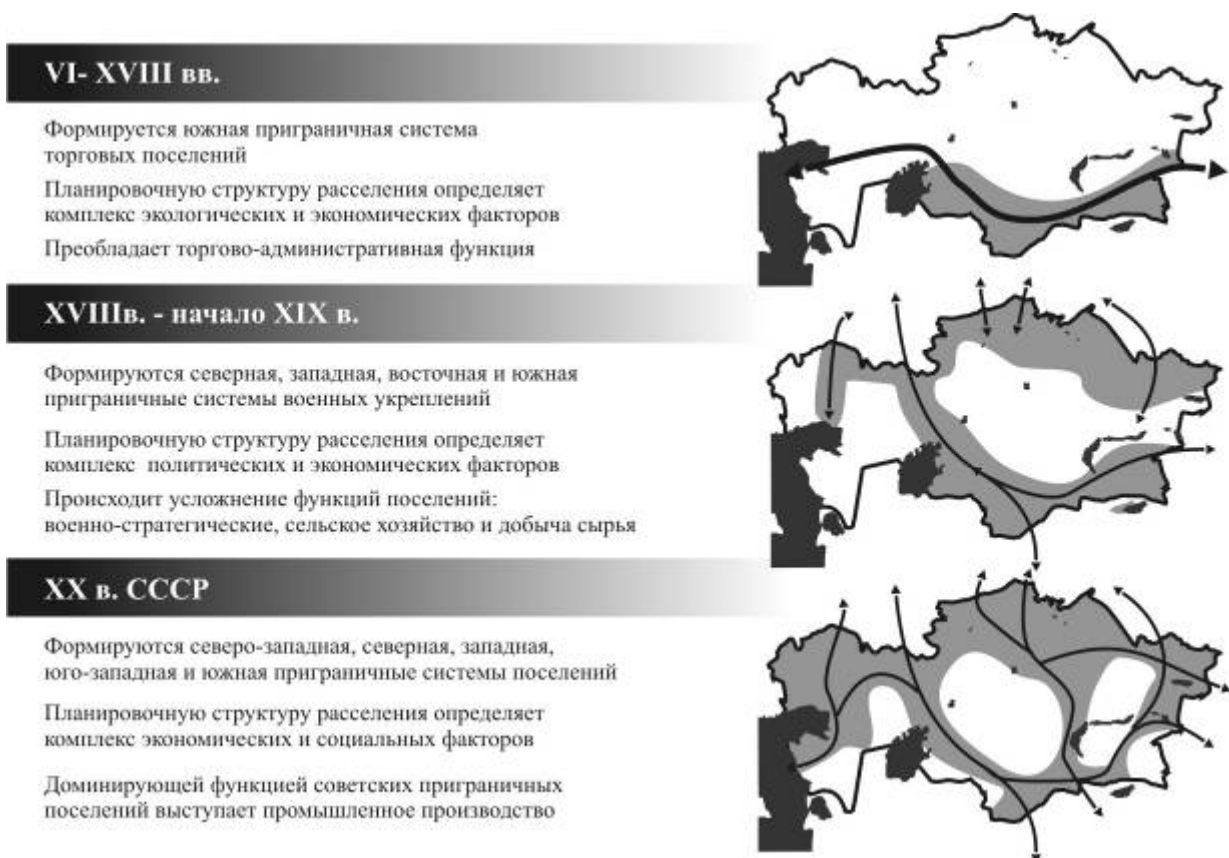 VI- XVIII вв.
Формируется южная приграничная система
торговых поселений
Планировочную структуру расселения определяет
комплекс экологических и экономических факторов
Преобладает торгово-административная функция
XVIIIв. - начало XIX в.
Формируются северная, западная, восточная и южная
приграничные системы военных укреплений
Планировочную структуру расселения определяет
комплекс политических и экономических факторов
Происходит усложнение функций поселений:
военно-стратегические, сельское хозяйство и добыча сырья
XX в. СССР
Формируются северо-западная, северная, западная,
юго-западная и южная приграничные системы поселений
Планировочную структуру расселения определяет
комплекс экономических и социальных факторов
Доминирующей функцией советских приграничных
поселений выступает промышленное производство